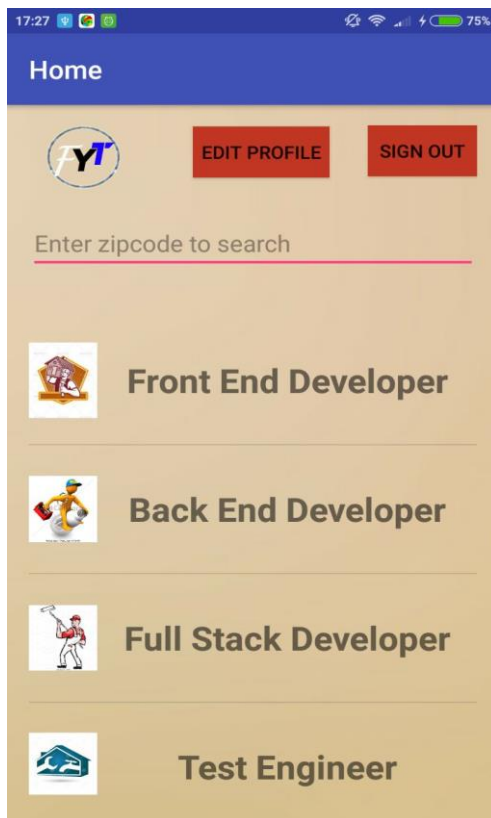 17:27 75%
Home
FYT EDIT PROFILE SIGN OUT
Enter zipcode to search
Front End Developer
Back End Developer
Full Stack Developer
Test Engineer